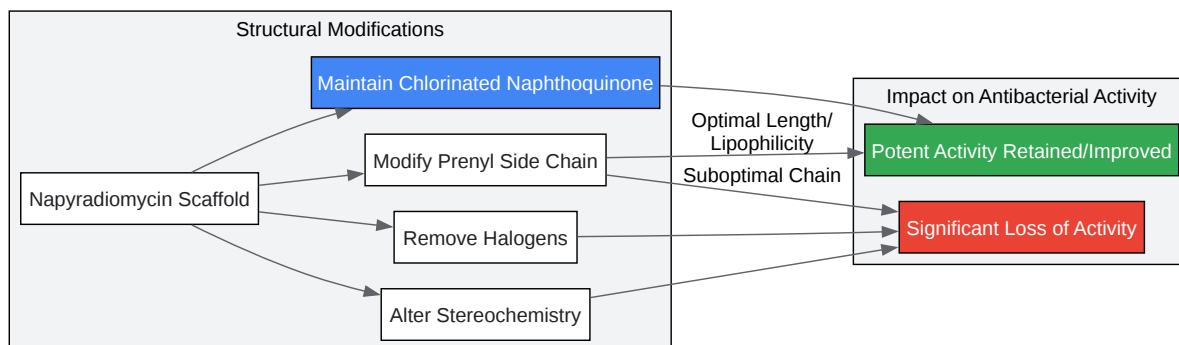 Structural Modifications
Maintain Chlorinated Naphthoquinone
Modify Prenyl Side Chain
Napyradiomycin Scaffold
Remove Halogens
Alter Stereochemistry
Optimal Length/
Lipophilicity
Suboptimal Chain
Impact on Antibacterial Activity
Potent Activity Retained/Improved
Significant Loss of Activity